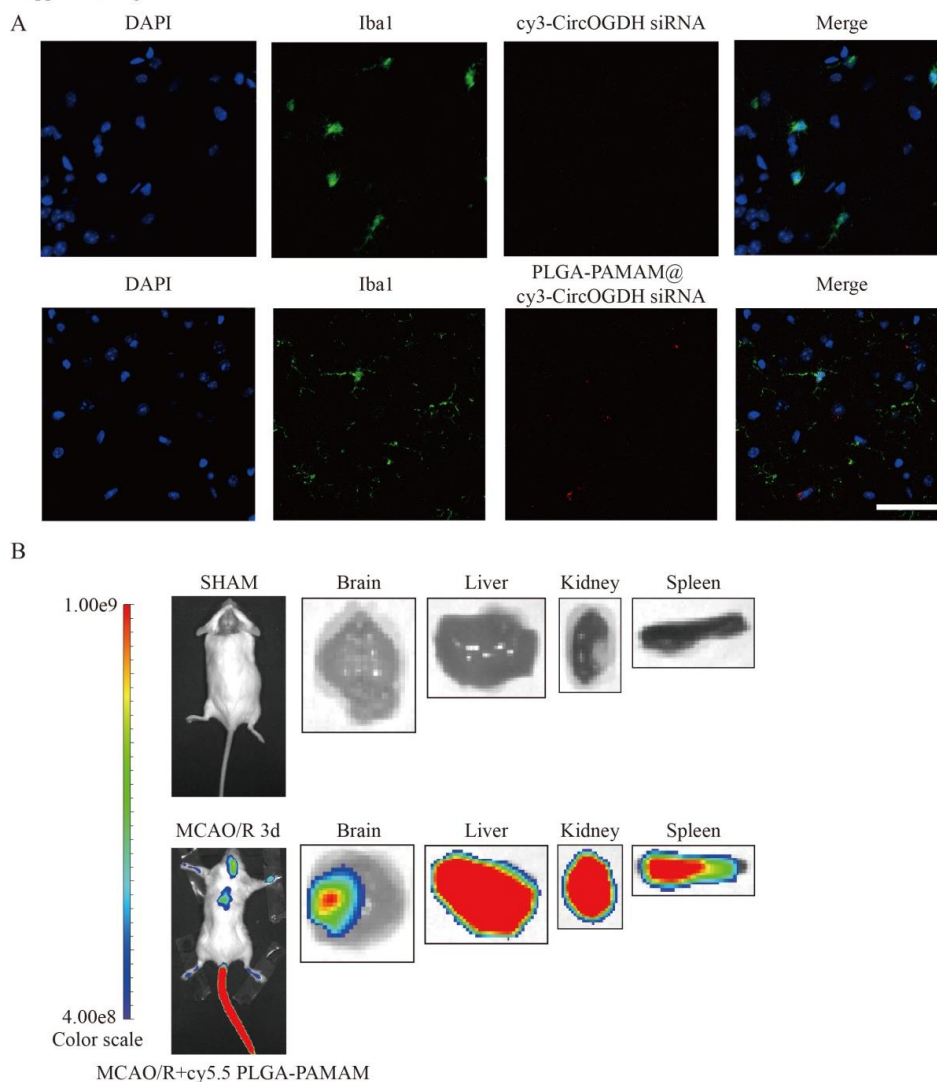 A
DAPI Iba1 cy3-CircOGDH siRNA Merge
DAPI Iba1 PLGA-PAMAM@ Merge
cy3-CircOGDH siRNA
B
SHAM Brain Liver Kidney Spleen
1.00e9
MCAO/R 3d Brain Liver Kidney Spleen
4.00e8
Color scale
MCAO/R+cy5.5 PLGA-PAMAM